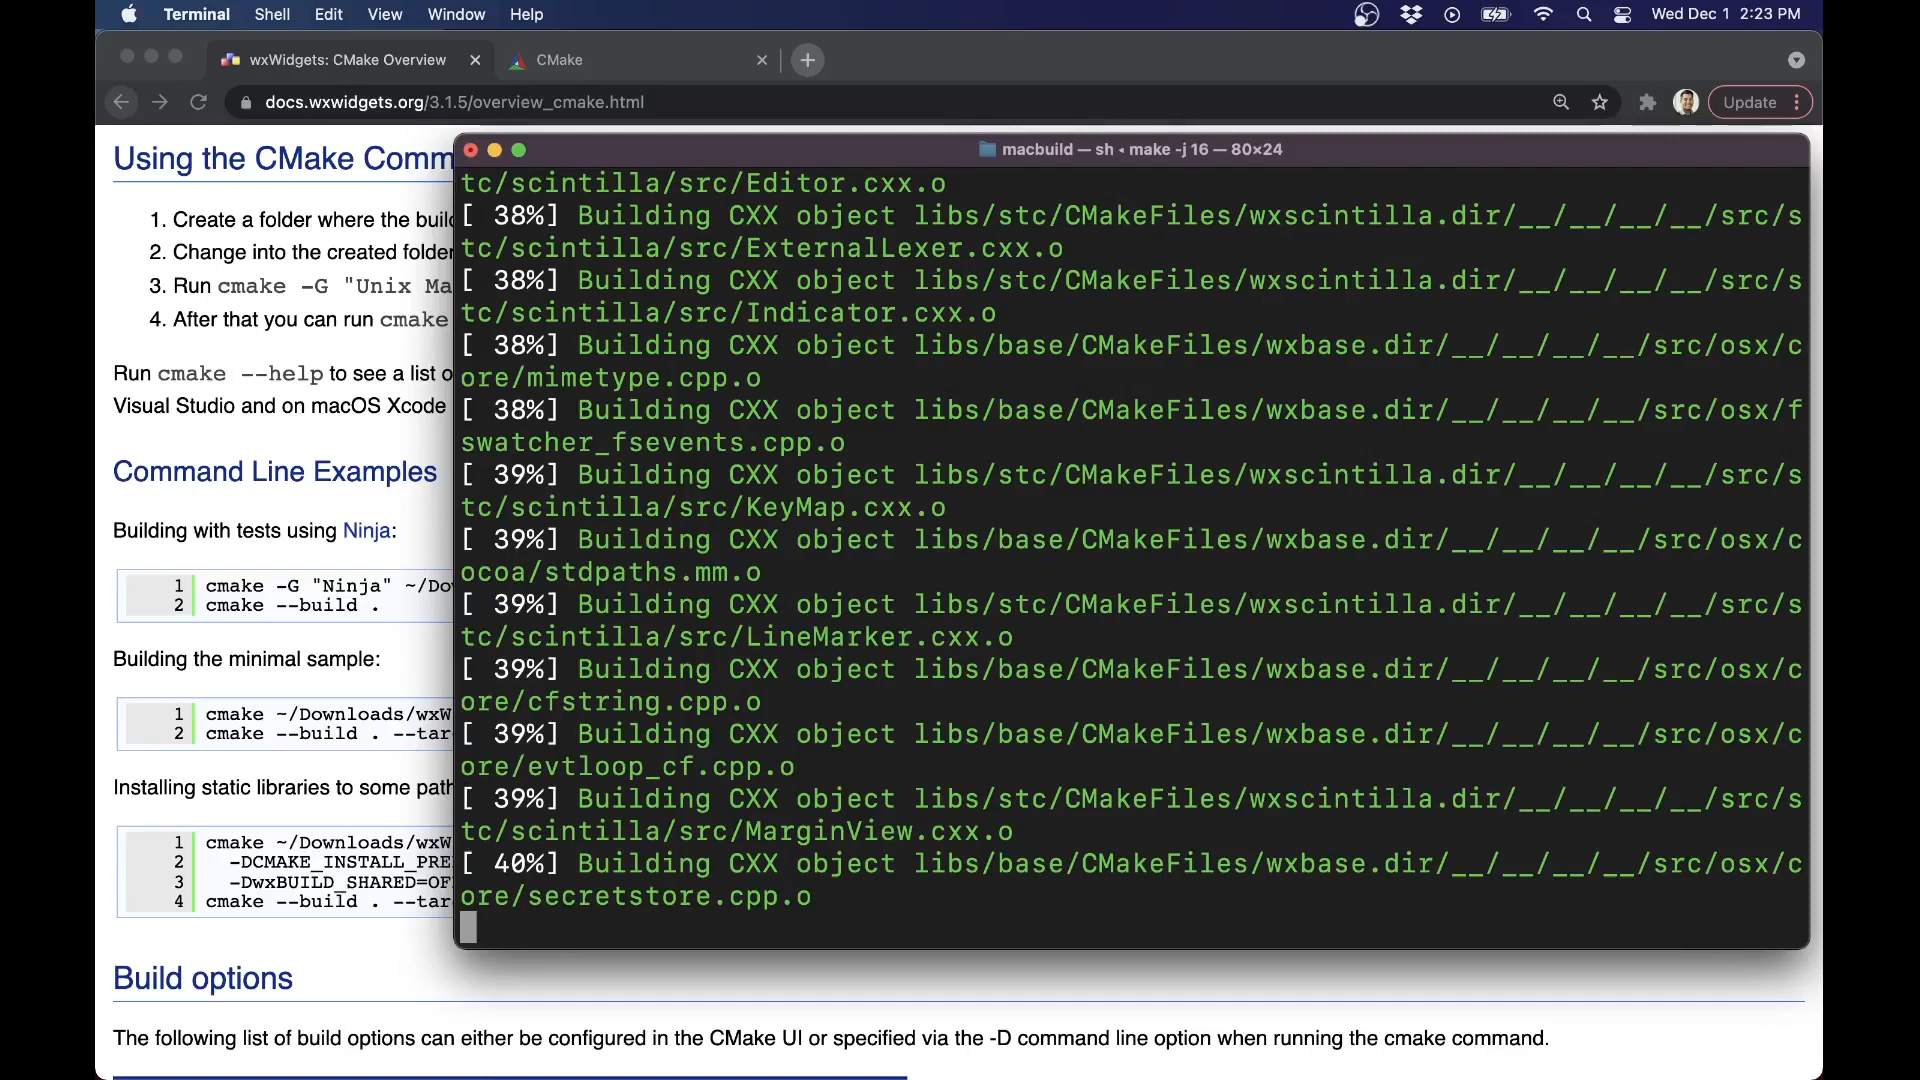 Terminal Shell Edit View Window Help Wed Dec 1 2:23 PM
wxWidgets: CMake Overview CMake
docs.wxwidgets.org/3.1.5/overview_cmake.html Update
Using the CMake Comm
1. Create a folder where the build
2. Change into the created folder
3. Run cmake -G "Unix Ma
4. After that you can run cmake
Run cmake --help to see a list o
Visual Studio and on macOS Xcode
Command Line Examples
Building with tests using Ninja:
1 cmake -G "Ninja" ~/Dow
2 cmake --build .
Building the minimal sample:
1 cmake ~/Downloads/wxW
2 cmake --build . --tar
Installing static libraries to some path
1 cmake ~/Downloads/wxW
2 -DCMAKE_INSTALL_PRE
3 -DwxBUILD_SHARED=OFF
4 cmake --build . --tar
macbuild — sh ◂ make -j 16 — 80×24
tc/scintilla/src/Editor.cxx.o
[ 38%] Building CXX object libs/stc/CMakeFiles/wxscintilla.dir/__/__/__/__/src/s
tc/scintilla/src/ExternalLexer.cxx.o
[ 38%] Building CXX object libs/stc/CMakeFiles/wxscintilla.dir/__/__/__/__/src/s
tc/scintilla/src/Indicator.cxx.o
[ 38%] Building CXX object libs/base/CMakeFiles/wxbase.dir/__/__/__/__/src/osx/c
ore/mimetype.cpp.o
[ 38%] Building CXX object libs/base/CMakeFiles/wxbase.dir/__/__/__/__/src/osx/f
swatcher_fsevents.cpp.o
[ 39%] Building CXX object libs/stc/CMakeFiles/wxscintilla.dir/__/__/__/__/src/s
tc/scintilla/src/KeyMap.cxx.o
[ 39%] Building CXX object libs/base/CMakeFiles/wxbase.dir/__/__/__/__/src/osx/c
ocoa/stdpaths.mm.o
[ 39%] Building CXX object libs/stc/CMakeFiles/wxscintilla.dir/__/__/__/__/src/s
tc/scintilla/src/LineMarker.cxx.o
[ 39%] Building CXX object libs/base/CMakeFiles/wxbase.dir/__/__/__/__/src/osx/c
ore/cfstring.cpp.o
[ 39%] Building CXX object libs/base/CMakeFiles/wxbase.dir/__/__/__/__/src/osx/c
ore/evtloop_cf.cpp.o
[ 39%] Building CXX object libs/stc/CMakeFiles/wxscintilla.dir/__/__/__/__/src/s
tc/scintilla/src/MarginView.cxx.o
[ 40%] Building CXX object libs/base/CMakeFiles/wxbase.dir/__/__/__/__/src/osx/c
ore/secretstore.cpp.o
Build options
The following list of build options can either be configured in the CMake UI or specified via the -D command line option when running the cmake command.